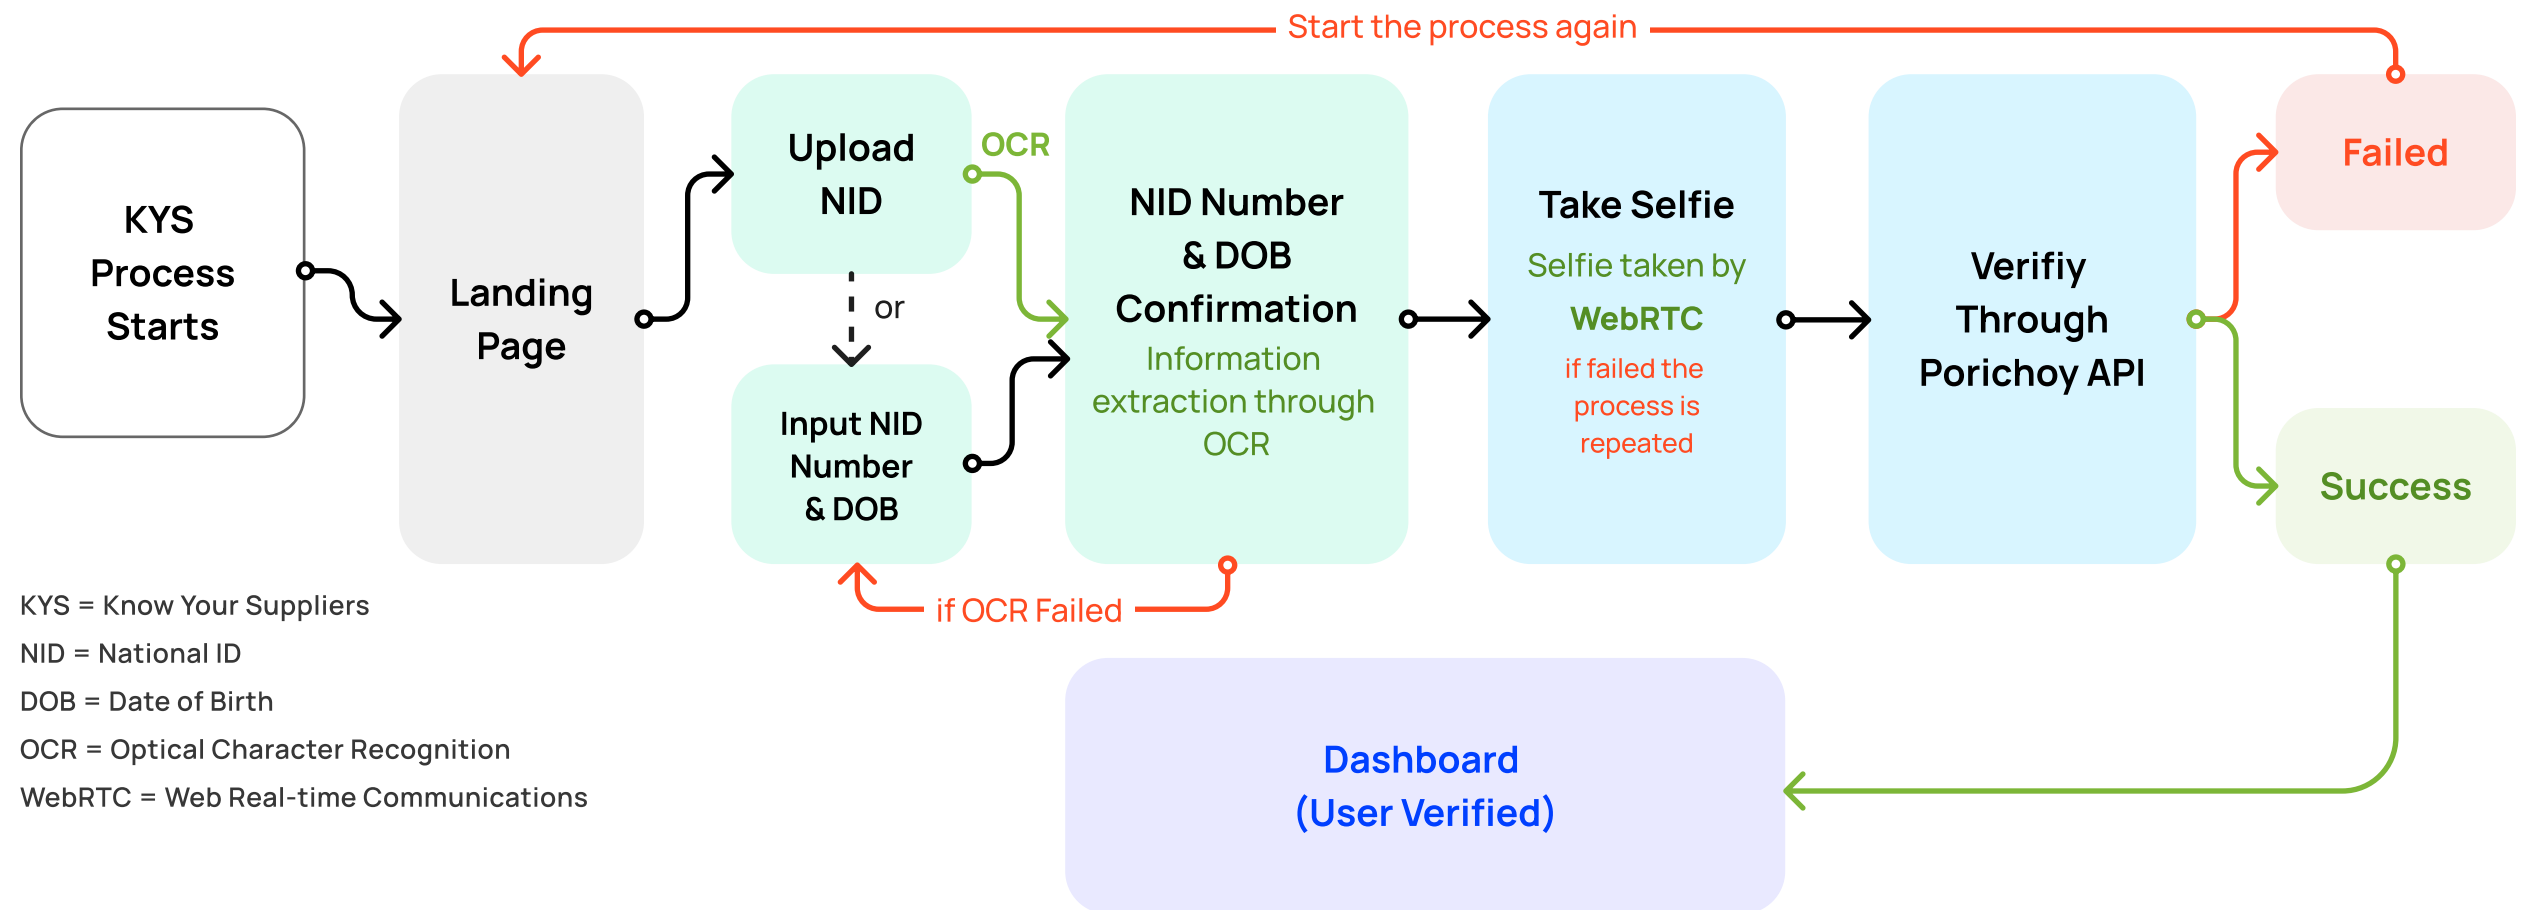 Start the process again
KYS
Process
Starts
Landing
Page
Upload
NID
OCR
or
Input NID
Number
& DOB
NID Number
& DOB
Confirmation
Information
extraction through
OCR
if OCR Failed
Take Selfie
Selfie taken by
WebRTC
if failed the
process is
repeated
Verifiy
Through
Porichoy API
Failed
Success
Dashboard
(User Verified)
KYS = Know Your Suppliers
NID = National ID
DOB = Date of Birth
OCR = Optical Character Recognition
WebRTC = Web Real-time Communications